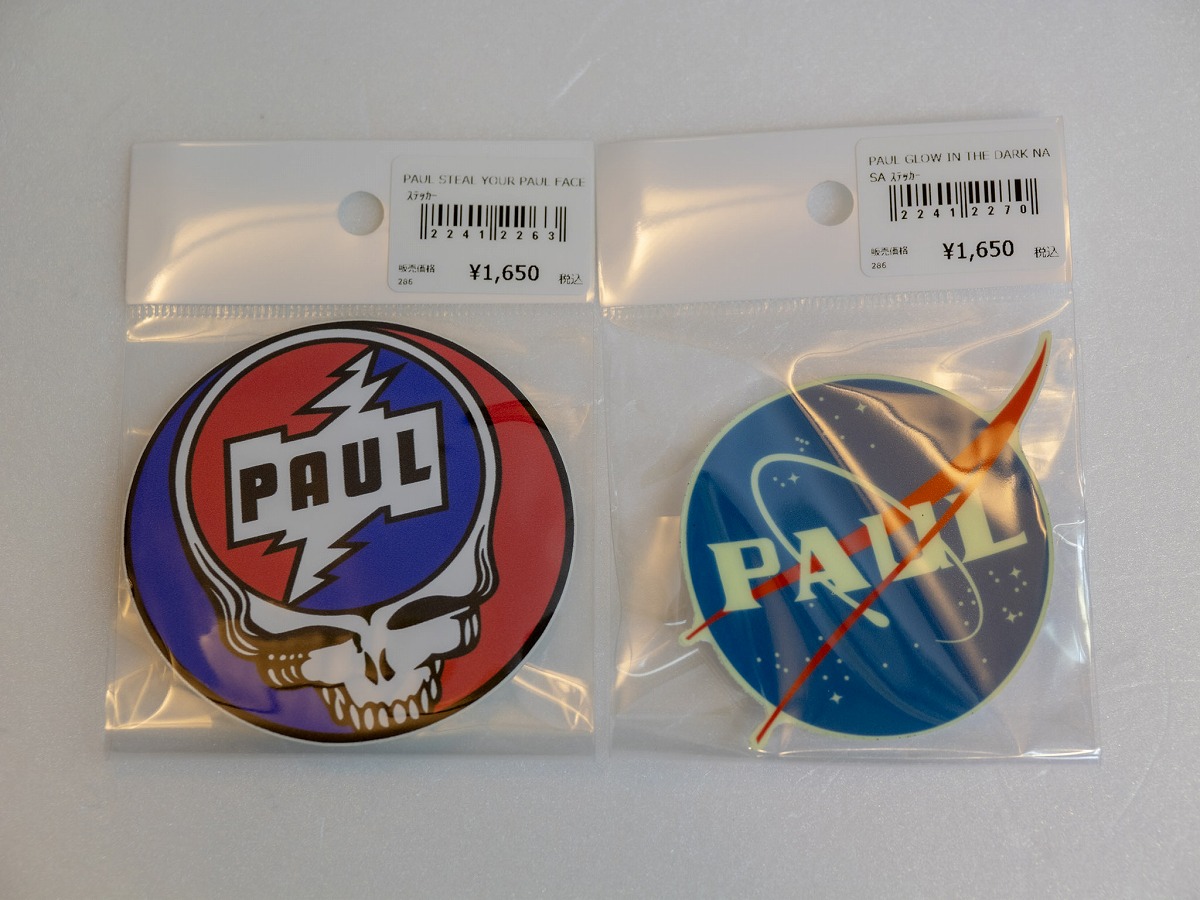 PAUL STEAL YOUR PAUL FACE
ステッカー
2241 2263
販売価格
286
¥1,650 税込
PAUL
PAUL GLOW IN THE DARK NA
SA ステッカー
2241 2270
販売価格
286
¥1,650 税込
PAUL